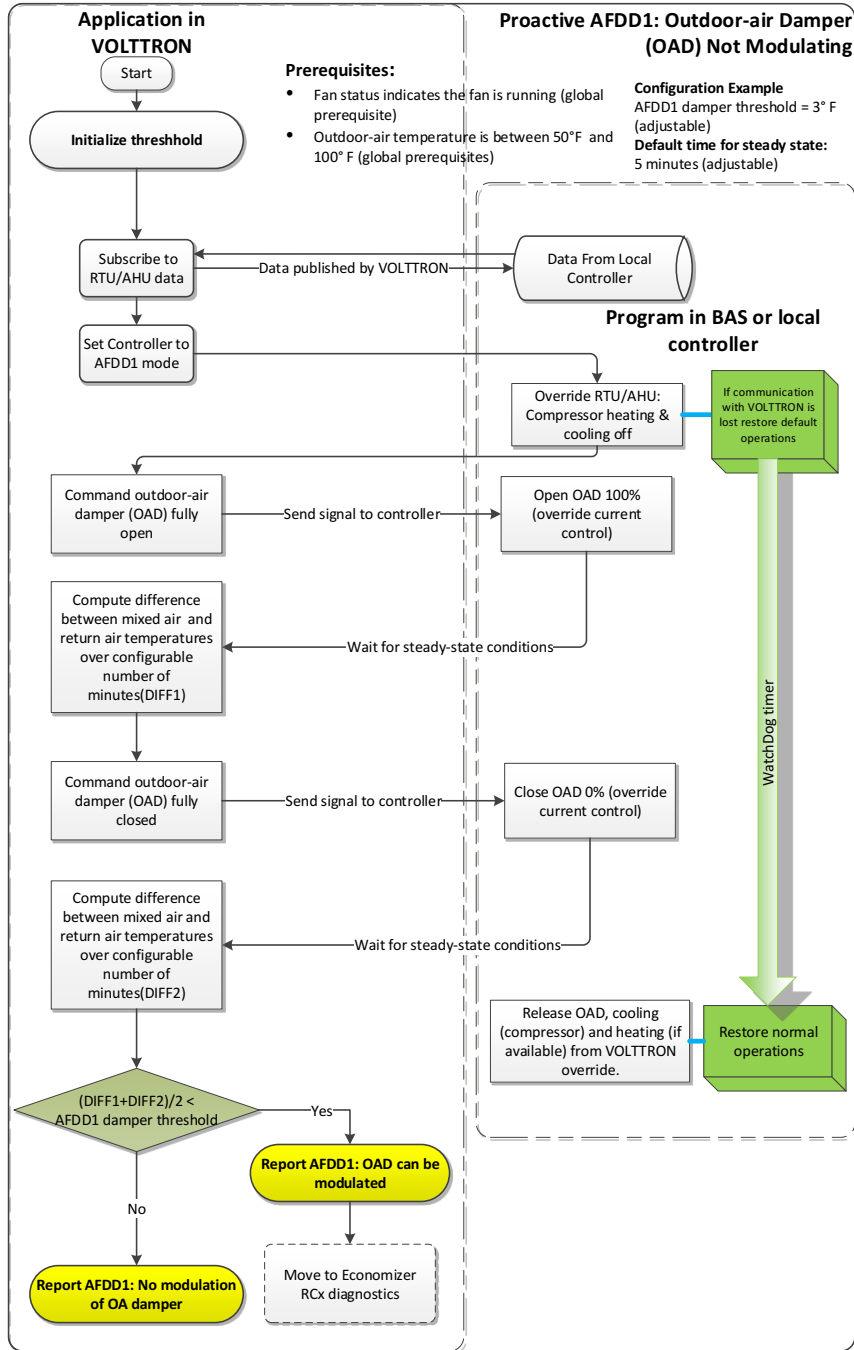 Application in
VOLTTRON
Proactive AFDD1: Outdoor-air Damper
(OAD) Not Modulating
Start
Prerequisites:
• Fan status indicates the fan is running (global
prerequisite)
• Outdoor-air temperature is between 50°F and
100° F (global prerequisites)
Configuration Example
AFDD1 damper threshold = 3° F
(adjustable)
Default time for steady state:
5 minutes (adjustable)
Initialize threshhold
Subscribe to
RTU/AHU data
Data published by VOLTTRON
Data From Local
Controller
Program in BAS or local
controller
Set Controller to
AFDD1 mode
Override RTU/AHU:
Compressor heating &
cooling off
If communication
with VOLTTRON is
lost restore default
operations
Command outdoor-air
damper (OAD) fully
open
Send signal to controller
Open OAD 100%
(override current
control)
Compute difference
between mixed air and
return air temperatures
over configurable
number of
minutes(DIFF1)
Wait for steady-state conditions
WatchDog timer
Command outdoor-air
damper (OAD) fully
closed
Send signal to controller
Close OAD 0% (override
current control)
Compute difference
between mixed air and
return air temperatures
over configurable
number of
minutes(DIFF2)
Wait for steady-state conditions
Release OAD, cooling
(compressor) and heating (if
available) from VOLTTRON
override.
Restore normal
operations
(DIFF1+DIFF2)/2 <
AFDD1 damper threshold
Yes
Report AFDD1: OAD can be
modulated
No
Report AFDD1: No modulation
of OA damper
Move to Economizer
RCx diagnostics